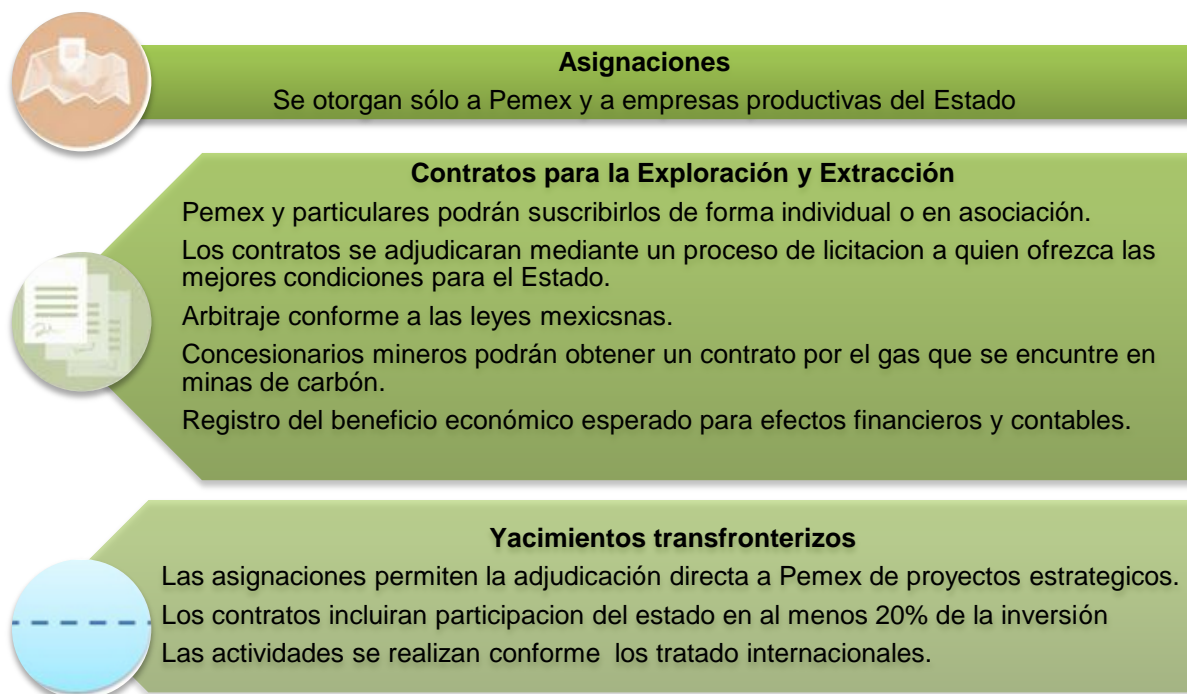 Asignaciones
Se otorgan sólo a Pemex y a empresas productivas del Estado
Contratos para la Exploración y Extracción
Pemex y particulares podrán suscribirlos de forma individual o en asociación.
Los contratos se adjudicaran mediante un proceso de licitacion a quien ofrezca las
mejores condiciones para el Estado.
Arbitraje conforme a las leyes mexicsnas.
Concesionarios mineros podrán obtener un contrato por el gas que se encuntre en
minas de carbón.
Registro del beneficio económico esperado para efectos financieros y contables.
Yacimientos transfronterizos
Las asignaciones permiten la adjudicación directa a Pemex de proyectos estrategicos.
Los contratos incluiran participacion del estado en al menos 20% de la inversión
Las actividades se realizan conforme los tratado internacionales.